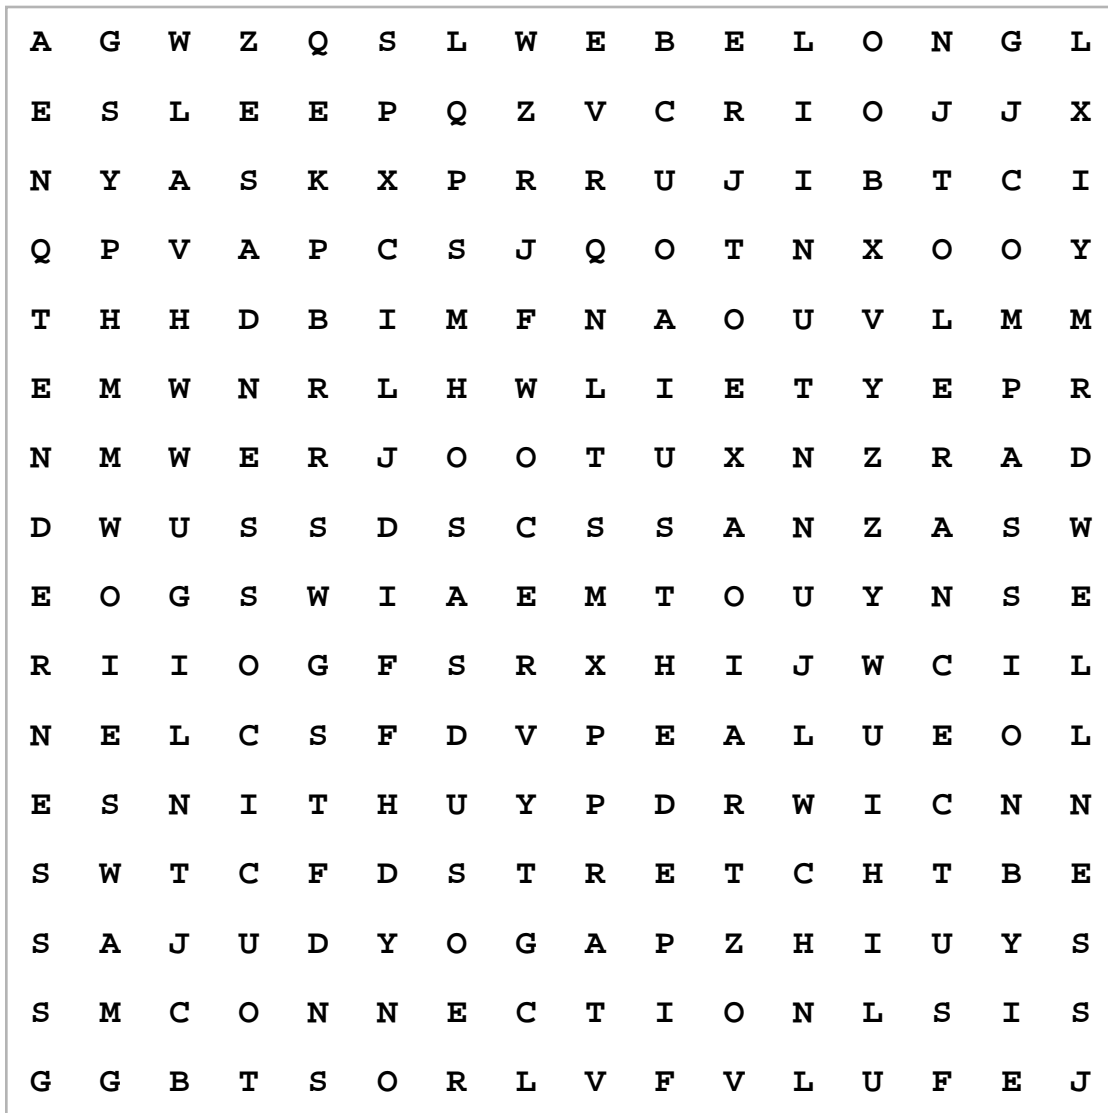 A G W Z Q S L W E B E L O N G L
E S L E E P Q Z V C R I O J J X
N Y A S K X P R R U J I B T C I
Q P V A P C S J Q O T N X O O Y
T H H D B I M F N A O U V L M M
E M W N R L H W L I E T Y E P R
N M W E R J O O T U X N Z R A D
D W U S S D S C S S A N Z A S W
E O G S W I A E M T O U Y N S E
R I I O G F S R X H I J W C I L
N E L C S F D V P E A L U E O L
E S N I T H U Y P D R W I C N N
S W T C F D S T R E T C H T B E
S A J U D Y O G A P Z H I U Y S
S M C O N N E C T I O N L S I S
G G B T S O R L V F V L U F E J